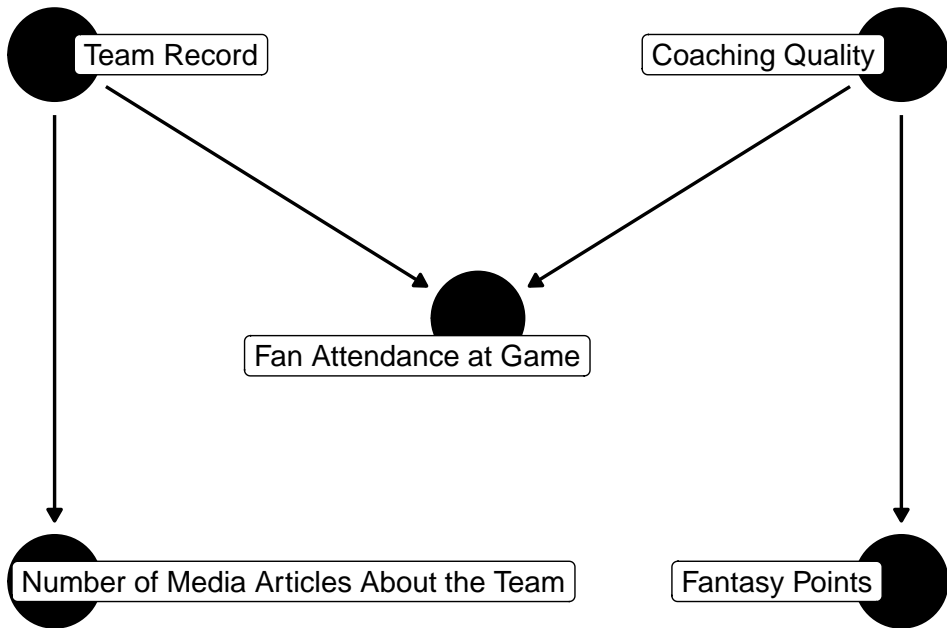 Team Record
Coaching Quality
Fan Attendance at Game
Number of Media Articles About the Team
Fantasy Points